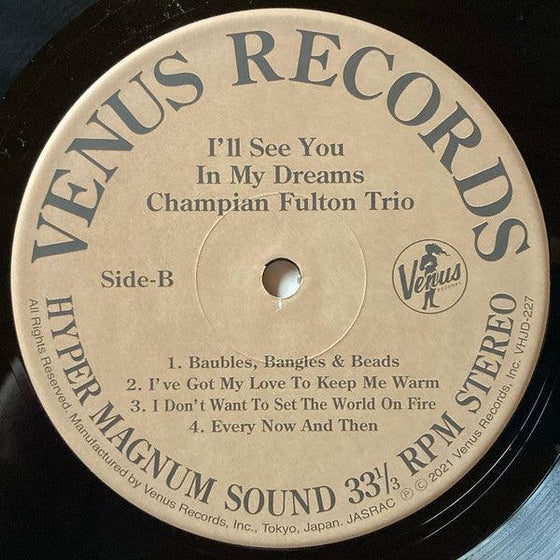 VENUS RECORDS
I'll See You
In My Dreams
Champian Fulton Trio
Side-B
Venus
RECORDS
1. Baubles, Bangles & Beads
2. I've Got My Love To Keep Me Warm
3. I Don't Want To Set The World On Fire
4. Every Now And Then
HYPER MAGNUM SOUND 33 1/3 RPM STEREO
All Rights Reserved. Manufactured by Venus Records, Inc., Tokyo, Japan. JASRAC Ⓟ © 2021 Venus Records, Inc. VHJD-227